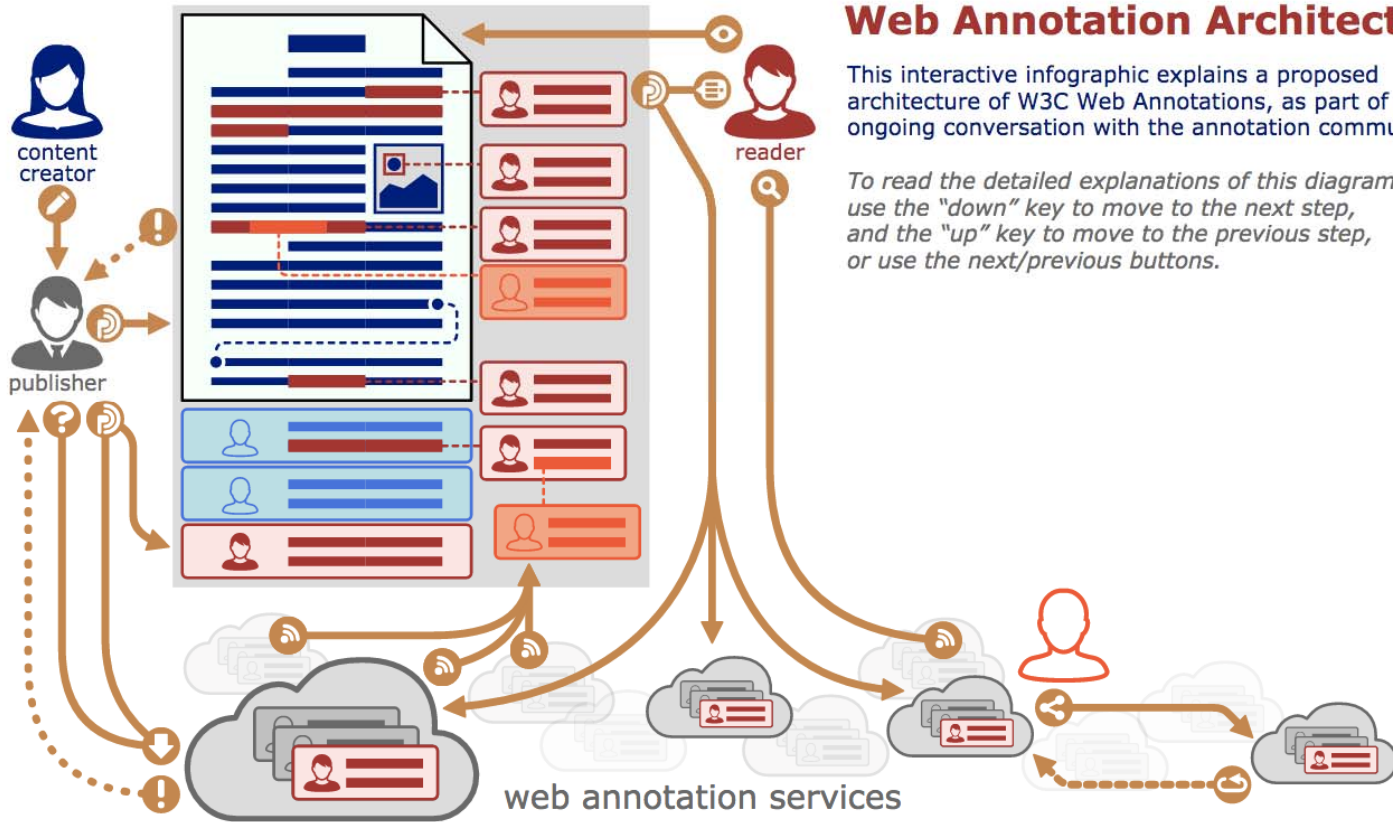 Web Annotation Architect
This interactive infographic explains a proposed
architecture of W3C Web Annotations, as part of
ongoing conversation with the annotation commu
To read the detailed explanations of this diagram
use the “down” key to move to the next step,
and the “up” key to move to the previous step,
or use the next/previous buttons.
content
creator
reader
publisher
web annotation services